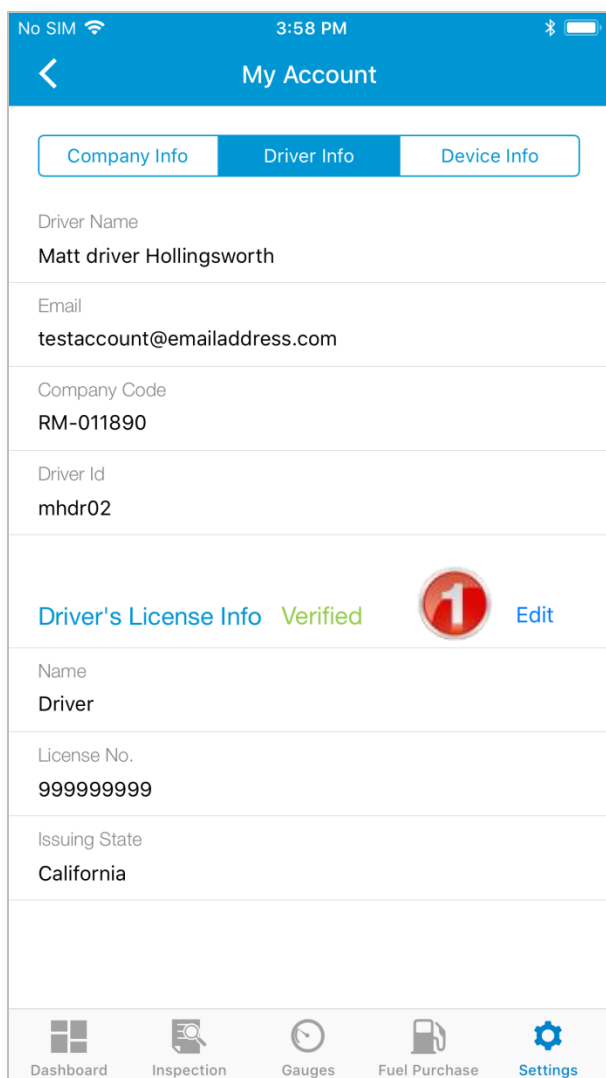 No SIM 3:58 PM
My Account
Company Info Driver Info Device Info
Driver Name
Matt driver Hollingsworth
Email
testaccount@emailaddress.com
Company Code
RM-011890
Driver Id
mhdr02
Driver's License Info Verified 1 Edit
Name
Driver
License No.
999999999
Issuing State
California
Dashboard Inspection Gauges Fuel Purchase Settings